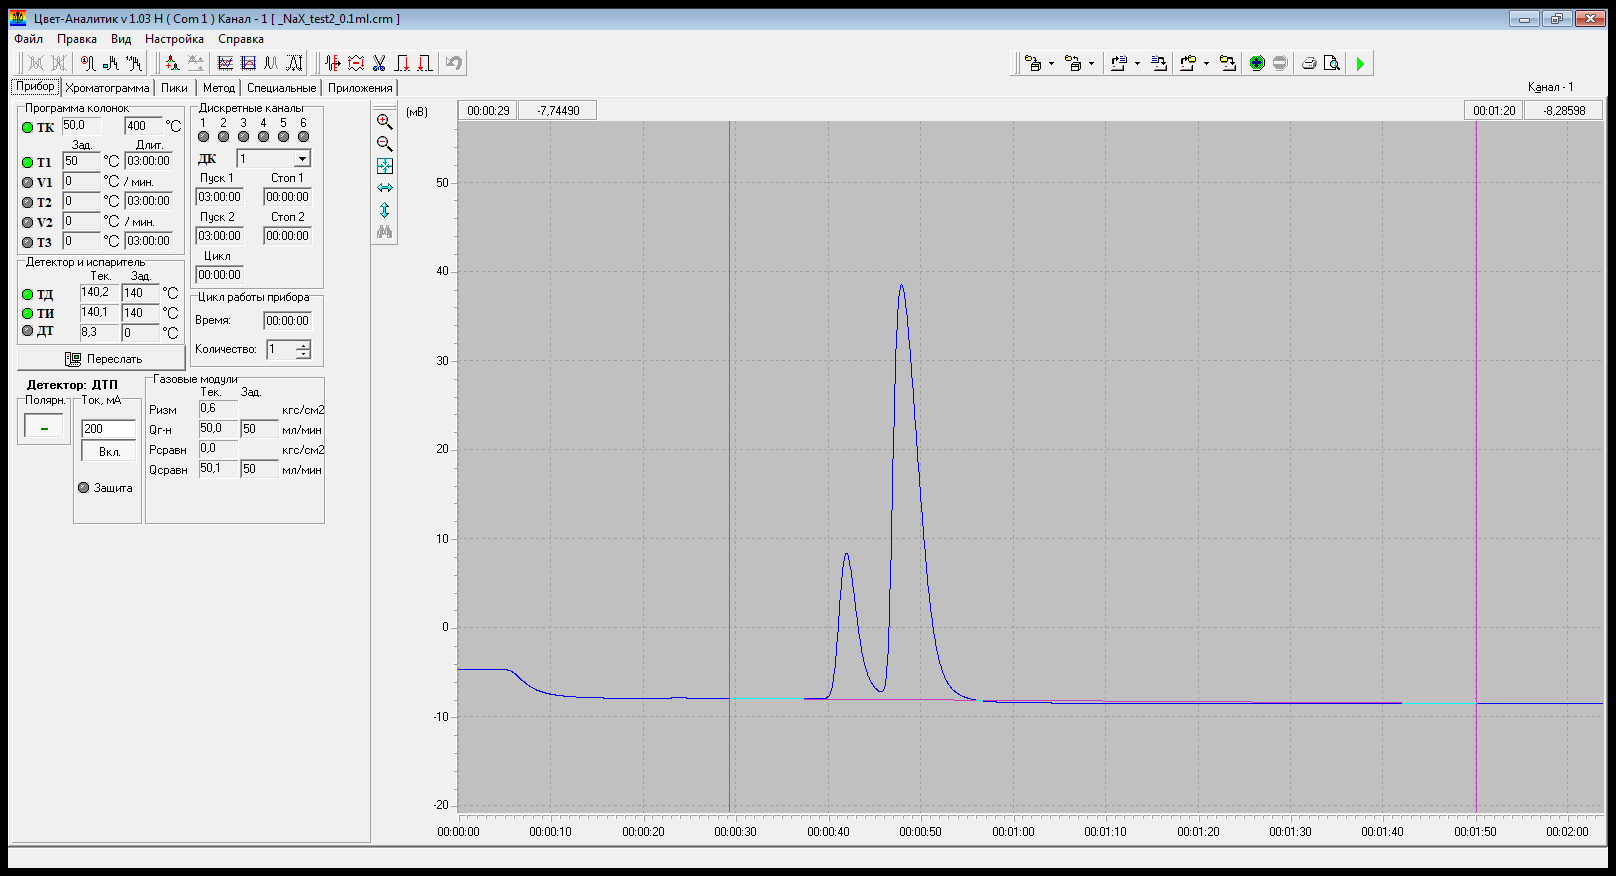 Цвет-Аналитик v 1.03 Н ( Com 1 ) Канал - 1 [ _NaX_test2_0.1ml.crm ]
Файл Правка Вид Настройка Справка
Прибор Хроматограмма Пики Метод Специальные Приложения
Канал - 1
Программа колонок
ТК 50,0 400 °C
Зад. Длит.
Т1 50 °C 03:00:00
V1 0 °C / мин.
Т2 0 °C 03:00:00
V2 0 °C / мин.
Т3 0 °C 03:00:00
Детектор и испаритель
Тек. Зад.
ТД 140,2 140 °C
ТИ 140,1 140 °C
ДТ 8,3 0 °C
Переслать
Детектор: ДТП
Полярн.
-
Ток, мА
200
Вкл.
Защита
Дискретные каналы
1 2 3 4 5 6
ДК 1
Пуск 1 Стоп 1
03:00:00 00:00:00
Пуск 2 Стоп 2
03:00:00 00:00:00
Цикл
00:00:00
Цикл работы прибора
Время: 00:00:00
Количество: 1
Газовые модули
Тек. Зад.
Ризм 0,6 кгс/см2
Qг-н 50,0 50 мл/мин
Рсравн 0,0 кгс/см2
Qсравн 50,1 50 мл/мин
(мВ)
00:00:29 -7,74490
00:01:20 -8,28598
50
40
30
20
10
0
-10
-20
00:00:00 00:00:10 00:00:20 00:00:30 00:00:40 00:00:50 00:01:00 00:01:10 00:01:20 00:01:30 00:01:40 00:01:50 00:02:00